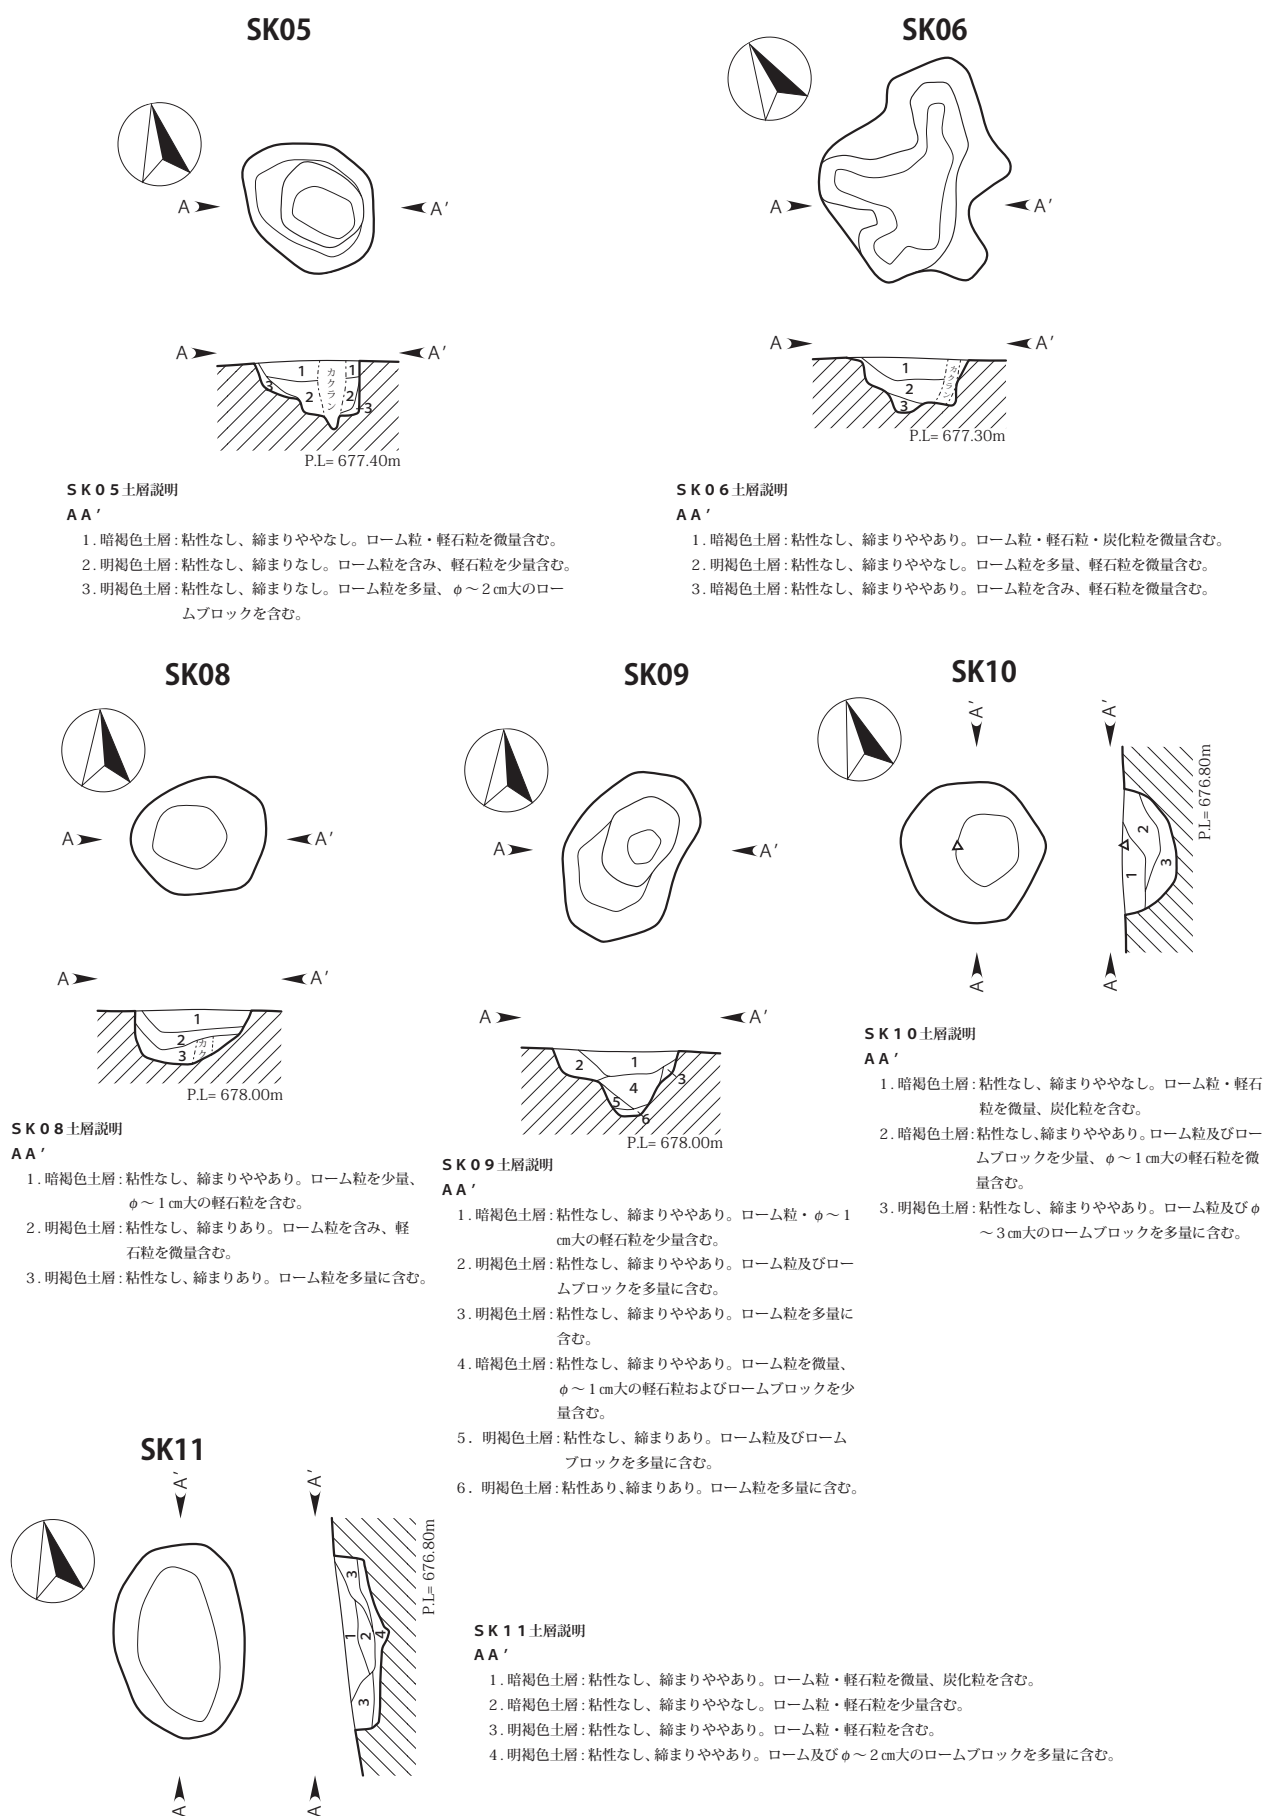 SK05
A
A′
A
A′
1
1
カクラン
3
2
2
3
P.L= 677.40m
ＳＫ０５土層説明
ＡＡ′
１. 暗褐色土層 : 粘性なし、締まりややなし。ローム粒・軽石粒を微量含む。
２. 明褐色土層 : 粘性なし、締まりなし。ローム粒を含み、軽石粒を少量含む。
３. 明褐色土層 : 粘性なし、締まりなし。ローム粒を多量、φ～２㎝大のロー
ムブロックを含む。
SK06
A
A′
A
A′
1
カクラン
2
3
P.L= 677.30m
ＳＫ０６土層説明
ＡＡ′
１. 暗褐色土層 : 粘性なし、締まりややあり。ローム粒・軽石粒・炭化粒を微量含む。
２. 明褐色土層 : 粘性なし、締まりややなし。ローム粒を多量、軽石粒を微量含む。
３. 暗褐色土層 : 粘性なし、締まりややあり。ローム粒を含み、軽石粒を微量含む。
SK08
A
A′
A
A′
1
2
3
カク
P.L= 678.00m
ＳＫ０８土層説明
ＡＡ′
１. 暗褐色土層 : 粘性なし、締まりややあり。ローム粒を少量、
φ～１㎝大の軽石粒を含む。
２. 明褐色土層 : 粘性なし、締まりあり。ローム粒を含み、軽
石粒を微量含む。
３. 明褐色土層 : 粘性なし、締まりあり。ローム粒を多量に含む。
SK09
A
A′
A
A′
2
1
3
4
5
6
P.L= 678.00m
ＳＫ０９土層説明
ＡＡ′
１. 暗褐色土層 : 粘性なし、締まりややあり。ローム粒・φ～１
㎝大の軽石粒を少量含む。
２. 明褐色土層 : 粘性なし、締まりややあり。ローム粒及びロー
ムブロックを多量に含む。
３. 明褐色土層 : 粘性なし、締まりややあり。ローム粒を多量に
含む。
４. 暗褐色土層 : 粘性なし、締まりややあり。ローム粒を微量、
φ～１㎝大の軽石粒およびロームブロックを少
量含む。
５. 明褐色土層 : 粘性なし、締まりあり。ローム粒及びローム
ブロックを多量に含む。
６. 明褐色土層 : 粘性あり、締まりあり。ローム粒を多量に含む。
SK10
A′
A′
2
3
1
P.L= 676.80m
A
A
ＳＫ１０土層説明
ＡＡ′
１. 暗褐色土層 : 粘性なし、締まりややなし。ローム粒・軽石
粒を微量、炭化粒を含む。
２. 暗褐色土層 : 粘性なし、締まりややあり。ローム粒及びロー
ムブロックを少量、φ～１㎝大の軽石粒を微
量含む。
３. 明褐色土層 : 粘性なし、締まりややあり。ローム粒及びφ
～３㎝大のロームブロックを多量に含む。
SK11
A′
A′
3
1
2
4
3
P.L= 676.80m
A
A
ＳＫ１１土層説明
ＡＡ′
１. 暗褐色土層 : 粘性なし、締まりややあり。ローム粒・軽石粒を微量、炭化粒を含む。
２. 暗褐色土層 : 粘性なし、締まりややなし。ローム粒・軽石粒を少量含む。
３. 明褐色土層 : 粘性なし、締まりややあり。ローム粒・軽石粒を含む。
４. 明褐色土層 : 粘性なし、締まりややあり。ローム及びφ～２㎝大のロームブロックを多量に含む。